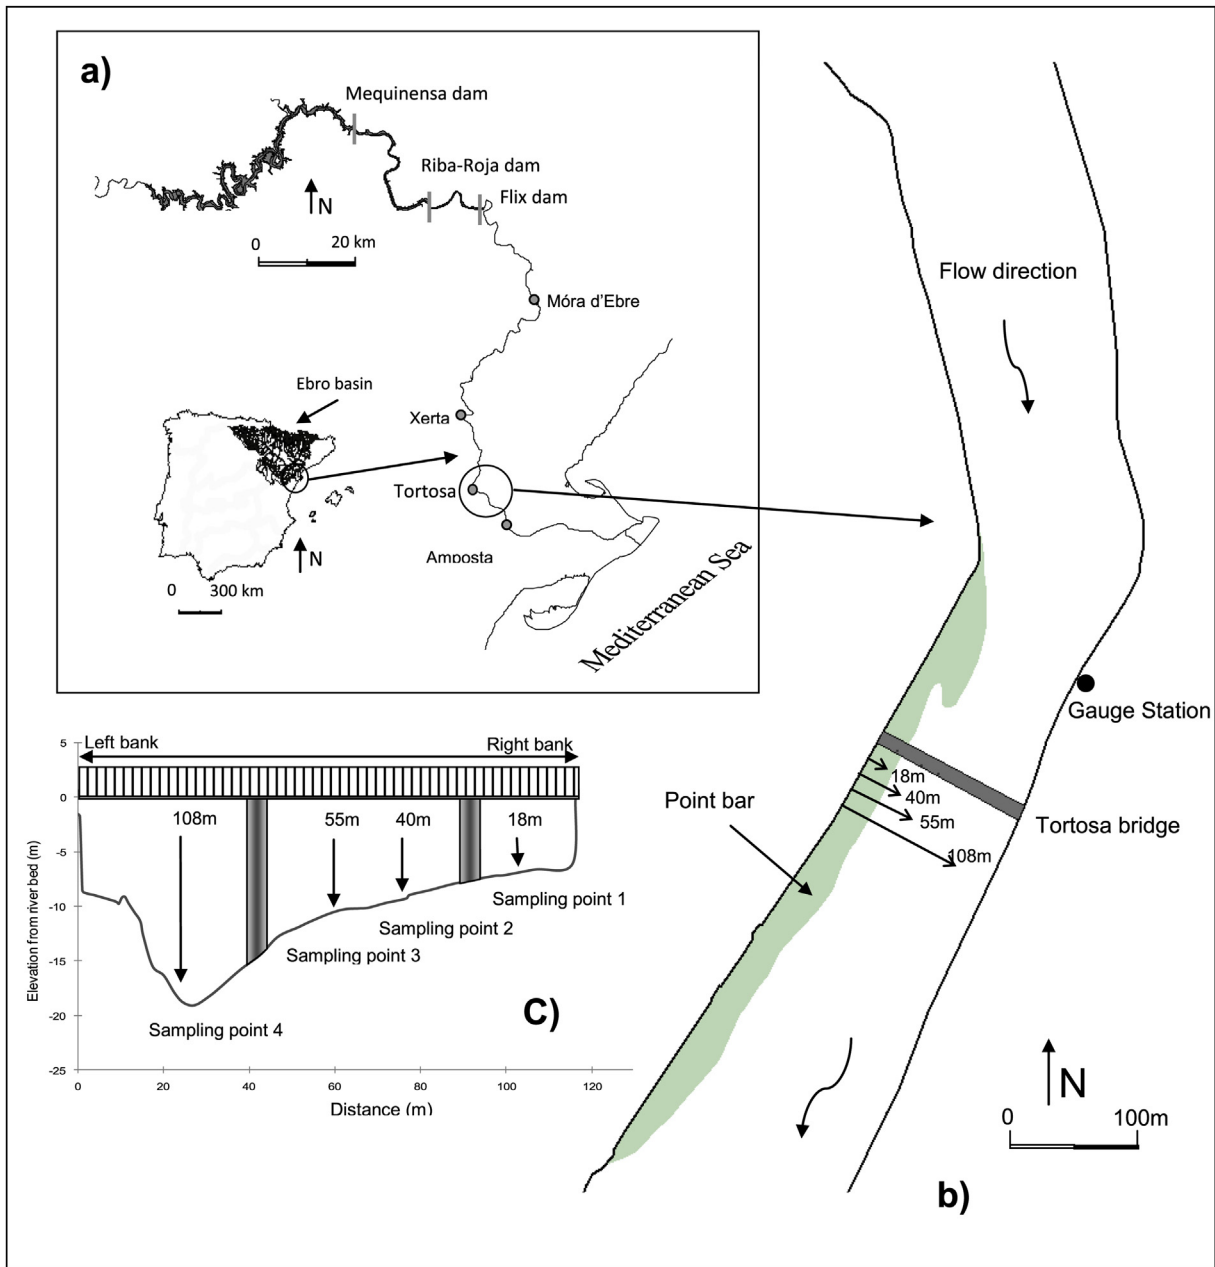 a)
Mequinensa dam
Riba-Roja dam
Flix dam
N
0 20 km
Móra d'Ebre
Ebro basin
Xerta
Tortosa
Amposta
N
0 300 km
Mediterranean Sea
Flow direction
Gauge Station
18m
40m
55m
108m
Tortosa bridge
Point bar
N
0 100m
b)
Left bank Right bank
5
0
-5
-10
-15
-20
-25
Elevation from river bed (m)
108m 55m 40m 18m
Sampling point 1
Sampling point 2
Sampling point 3
Sampling point 4
C)
0 20 40 60 80 100 120
Distance (m)